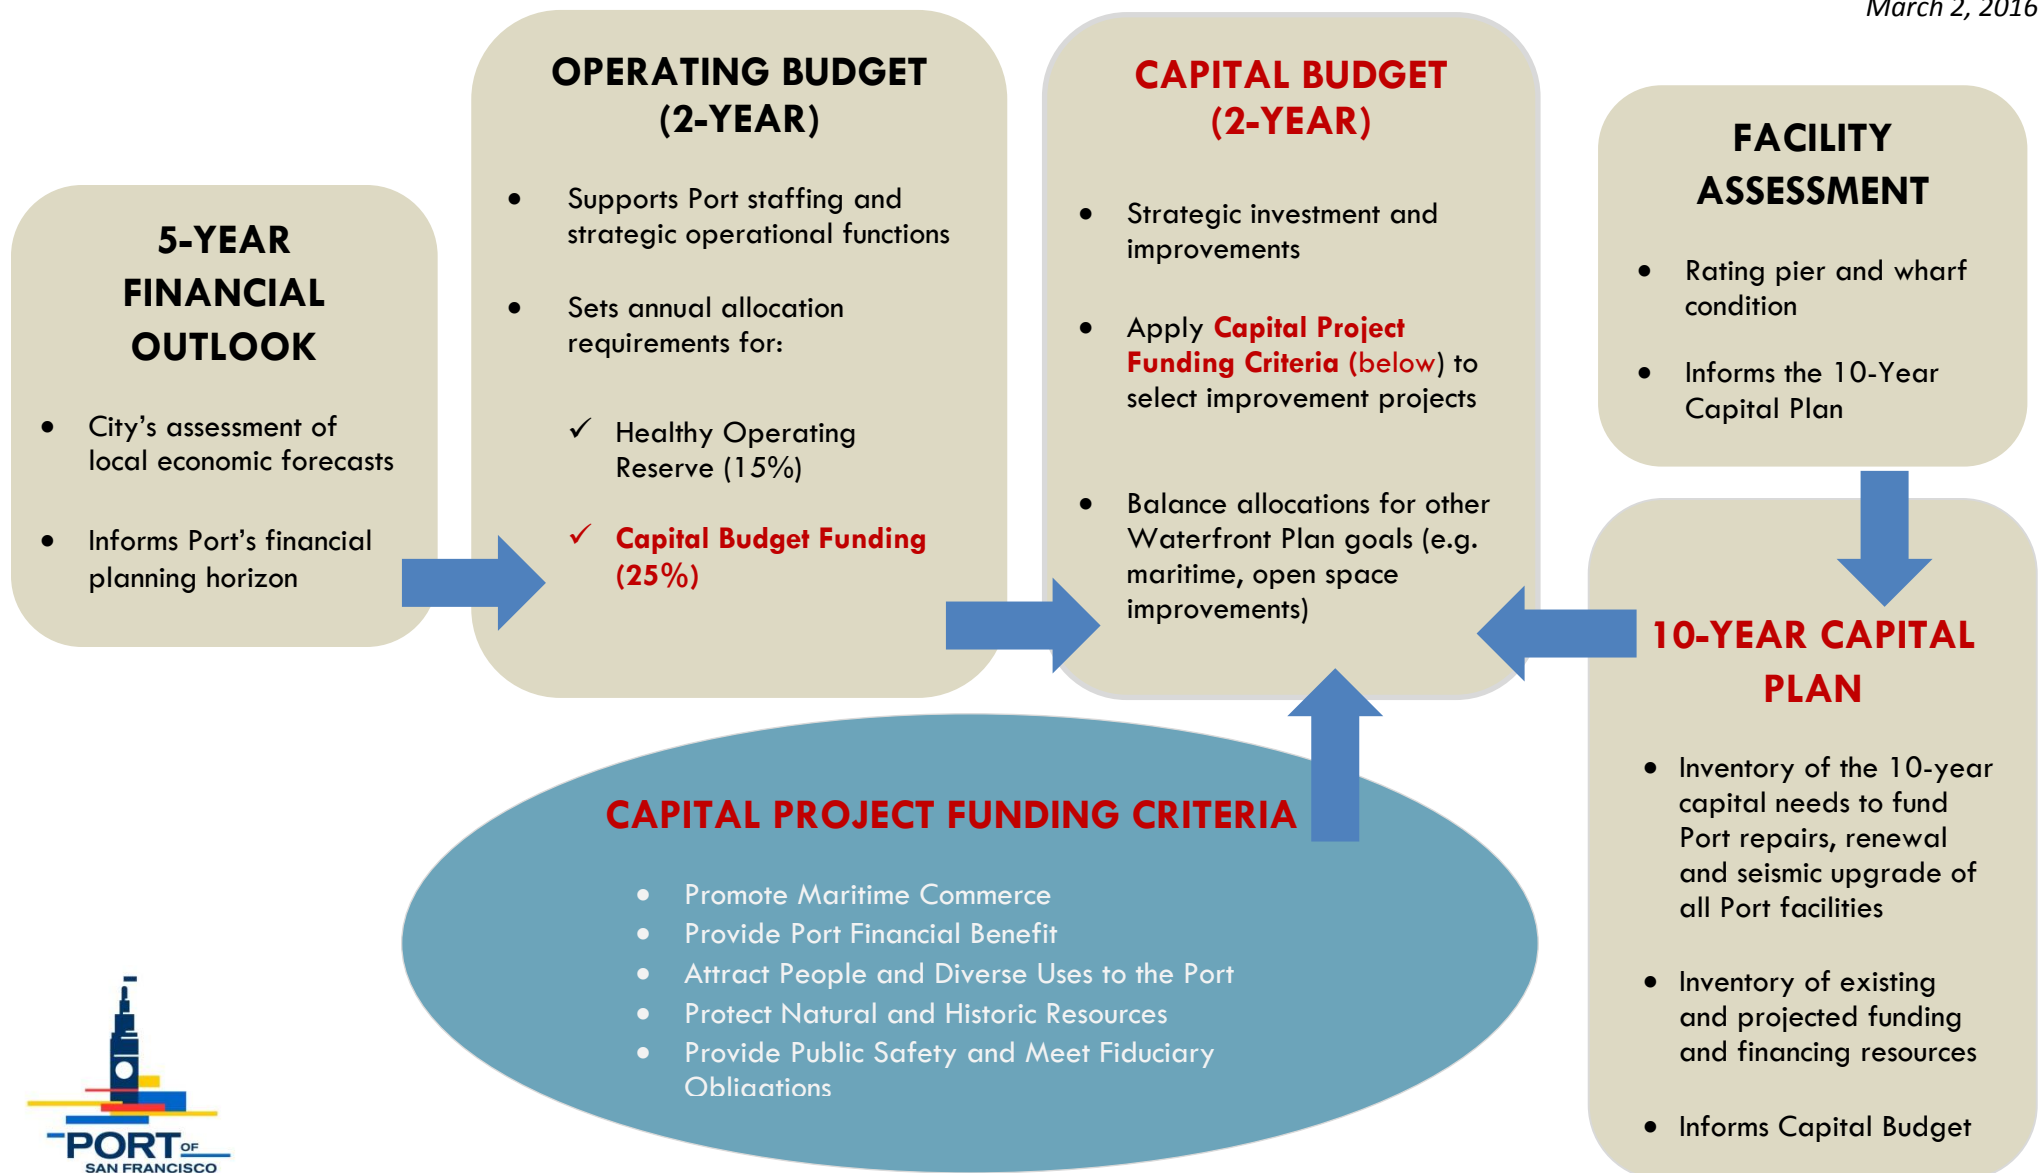 March 2, 2016
5-YEAR
FINANCIAL
OUTLOOK
• City’s assessment of
local economic forecasts
• Informs Port’s financial
planning horizon
OPERATING BUDGET
(2-YEAR)
• Supports Port staffing and
strategic operational functions
• Sets annual allocation
requirements for:
✓ Healthy Operating
Reserve (15%)
✓ Capital Budget Funding
(25%)
CAPITAL BUDGET
(2-YEAR)
• Strategic investment and
improvements
• Apply Capital Project
Funding Criteria (below) to
select improvement projects
• Balance allocations for other
Waterfront Plan goals (e.g.
maritime, open space
improvements)
FACILITY
ASSESSMENT
• Rating pier and wharf
condition
• Informs the 10-Year
Capital Plan
10-YEAR CAPITAL
PLAN
• Inventory of the 10-year
capital needs to fund
Port repairs, renewal
and seismic upgrade of
all Port facilities
• Inventory of existing
and projected funding
and financing resources
• Informs Capital Budget
CAPITAL PROJECT FUNDING CRITERIA
• Promote Maritime Commerce
• Provide Port Financial Benefit
• Attract People and Diverse Uses to the Port
• Protect Natural and Historic Resources
• Provide Public Safety and Meet Fiduciary
Obligations
PORT OF
SAN FRANCISCO